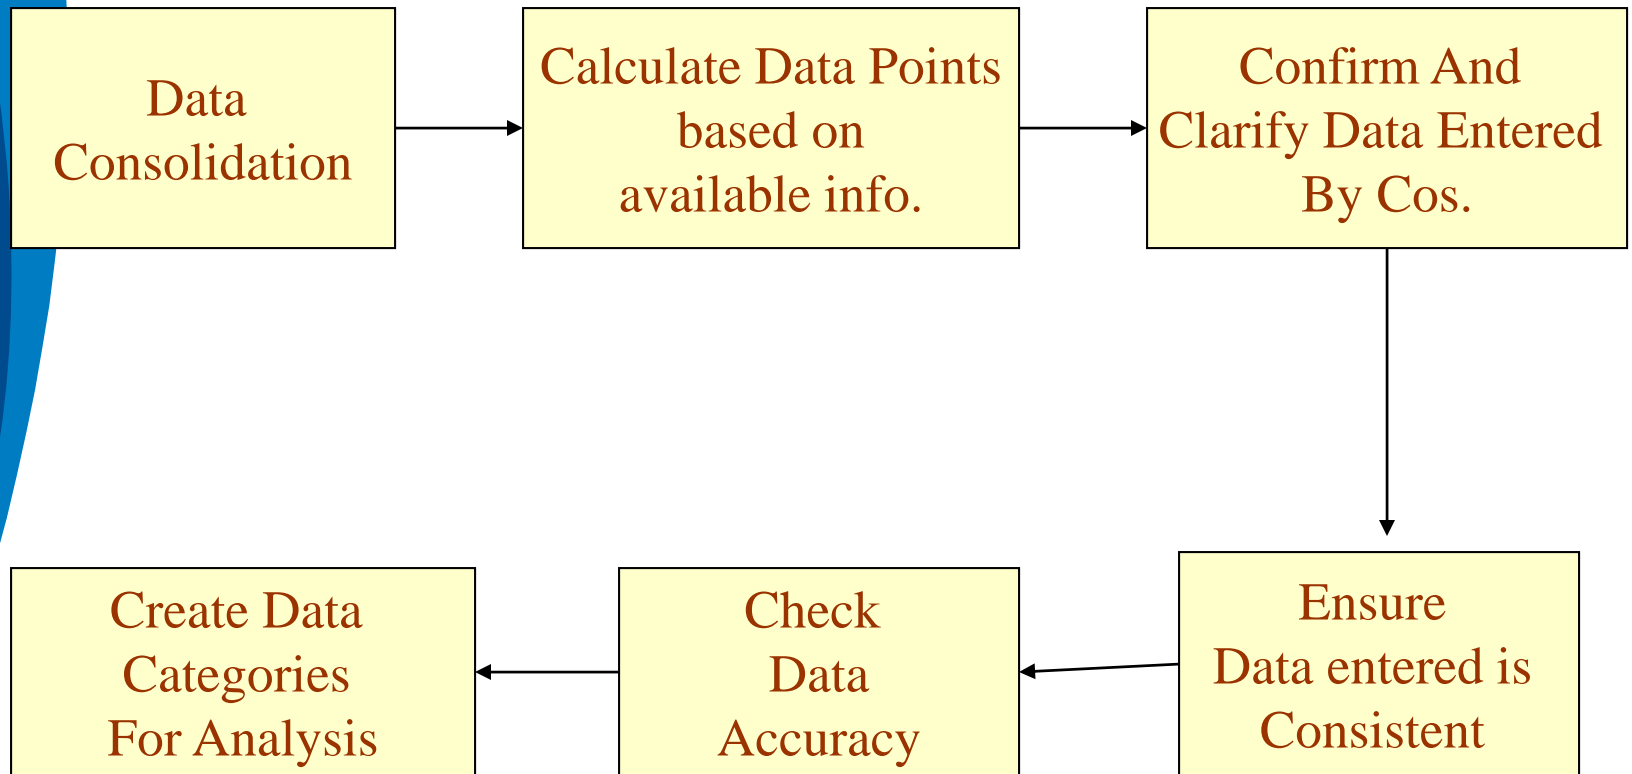 Data
Consolidation
Calculate Data Points
based on
available info.
Confirm And
Clarify Data Entered
By Cos.
Ensure
Data entered is
Consistent
Check
Data
Accuracy
Create Data
Categories
For Analysis